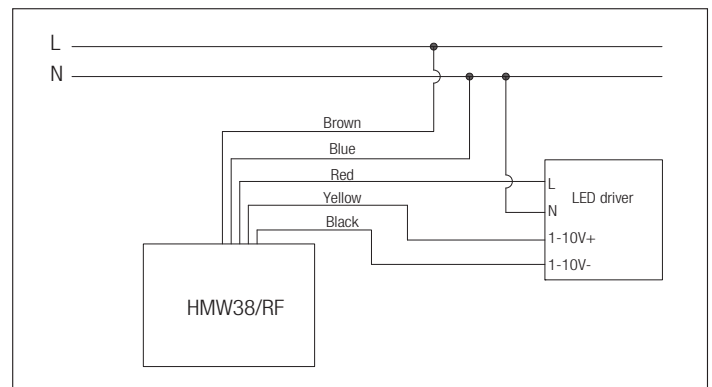 L
N
Brown
Blue
Red
Yellow
Black
L
LED driver
N
1-10V+
1-10V-
HMW38/RF